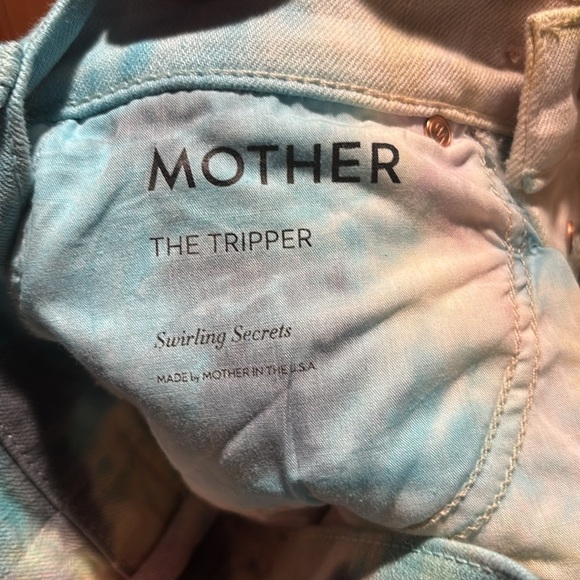 MOTHER
THE TRIPPER
Swirling Secrets
MADE by MOTHER IN THE U.S.A